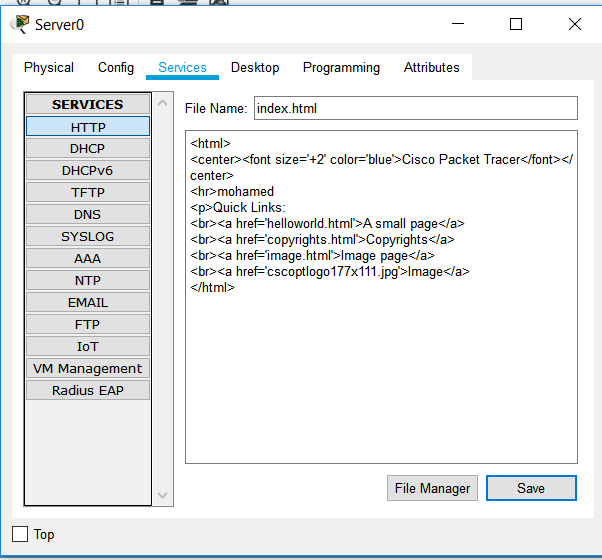 Server0
Physical Config Services Desktop Programming Attributes
SERVICES
HTTP
DHCP
DHCPv6
TFTP
DNS
SYSLOG
AAA
NTP
EMAIL
FTP
IoT
VM Management
Radius EAP
File Name: index.html
<html>
<center><font size='+2' color='blue'>Cisco Packet Tracer</font></
center>
<hr>mohamed
<p>Quick Links:
<br><a href='helloworld.html'>A small page</a>
<br><a href='copyrights.html'>Copyrights</a>
<br><a href='image.html'>Image page</a>
<br><a href='cscoptlogo177x111.jpg'>Image</a>
</html>
File Manager Save
Top